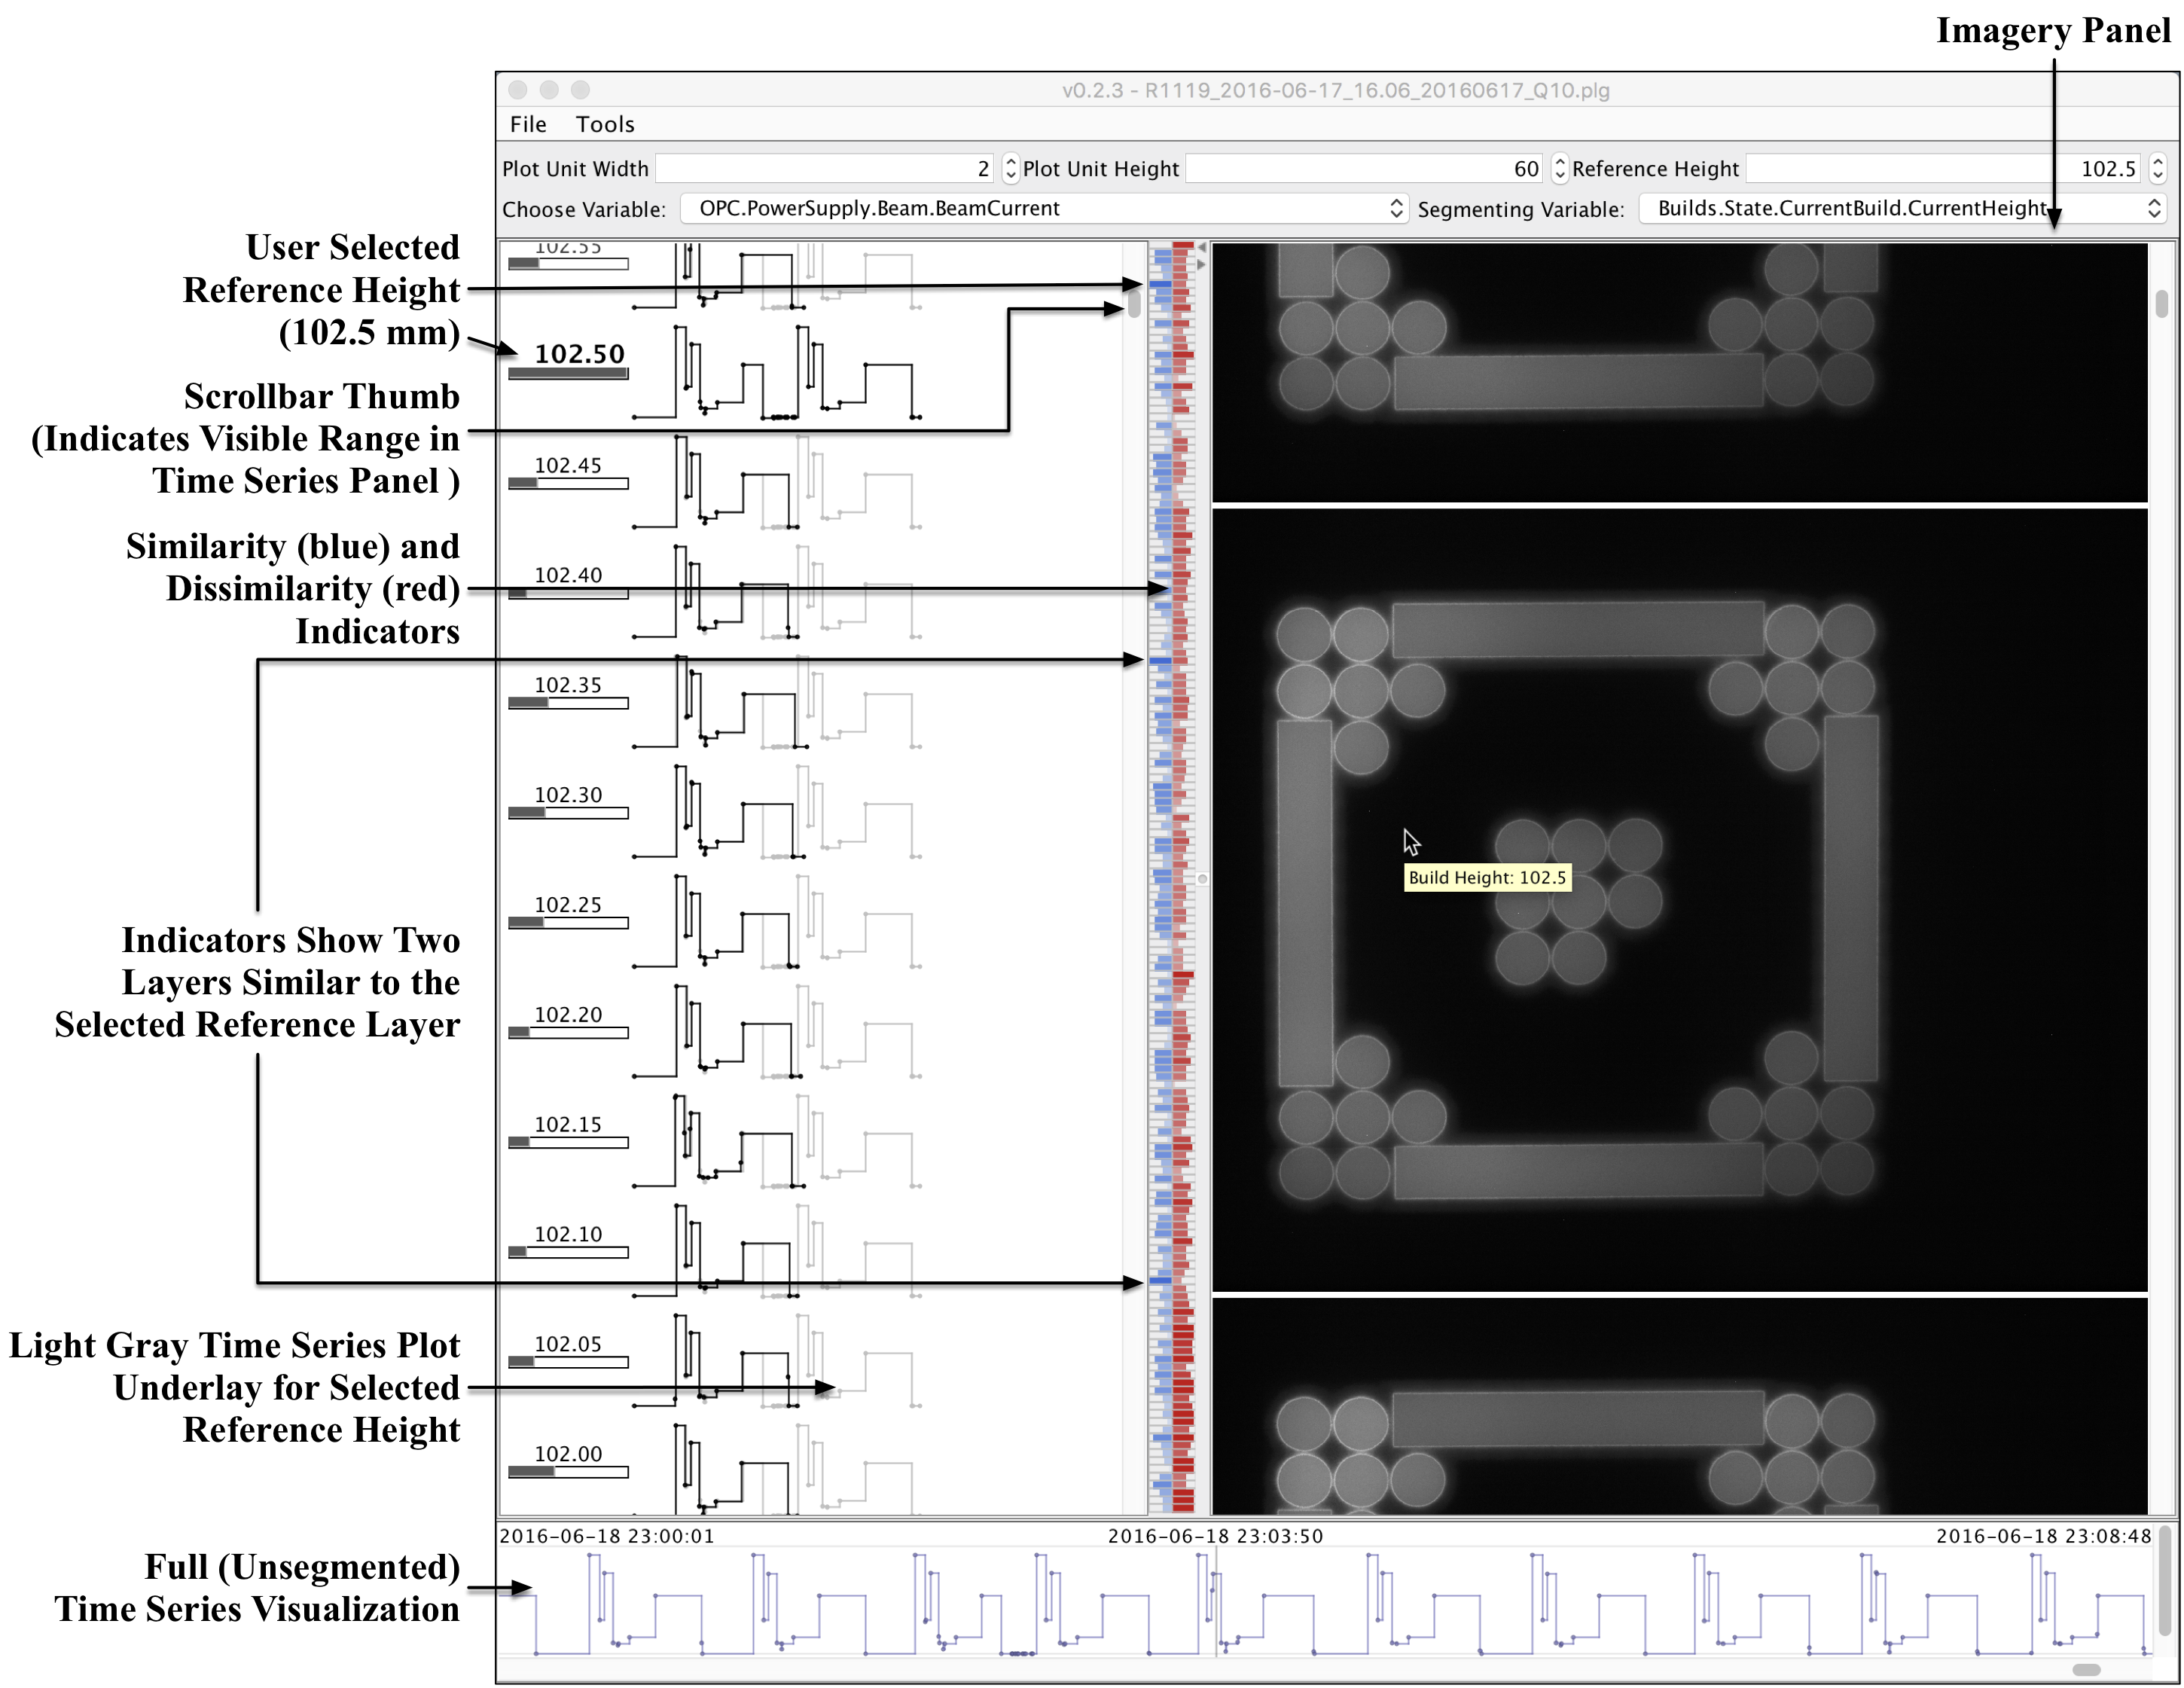 Imagery Panel
v0.2.3 - R1119_2016-06-17_16.06_20160617_Q10.plg
File Tools
Plot Unit Width 2 Plot Unit Height 60 Reference Height 102.5
Choose Variable: OPC.PowerSupply.Beam.BeamCurrent Segmenting Variable: Builds.State.CurrentBuild.CurrentHeight
User Selected
Reference Height
(102.5 mm)
Scrollbar Thumb
(Indicates Visible Range in
Time Series Panel )
Similarity (blue) and
Dissimilarity (red)
Indicators
Indicators Show Two
Layers Similar to the
Selected Reference Layer
Light Gray Time Series Plot
Underlay for Selected
Reference Height
Full (Unsegmented)
Time Series Visualization
102.55
102.50
102.45
102.40
102.35
102.30
102.25
102.20
102.15
102.10
102.05
102.00
Build Height: 102.5
2016-06-18 23:00:01 2016-06-18 23:03:50 2016-06-18 23:08:48